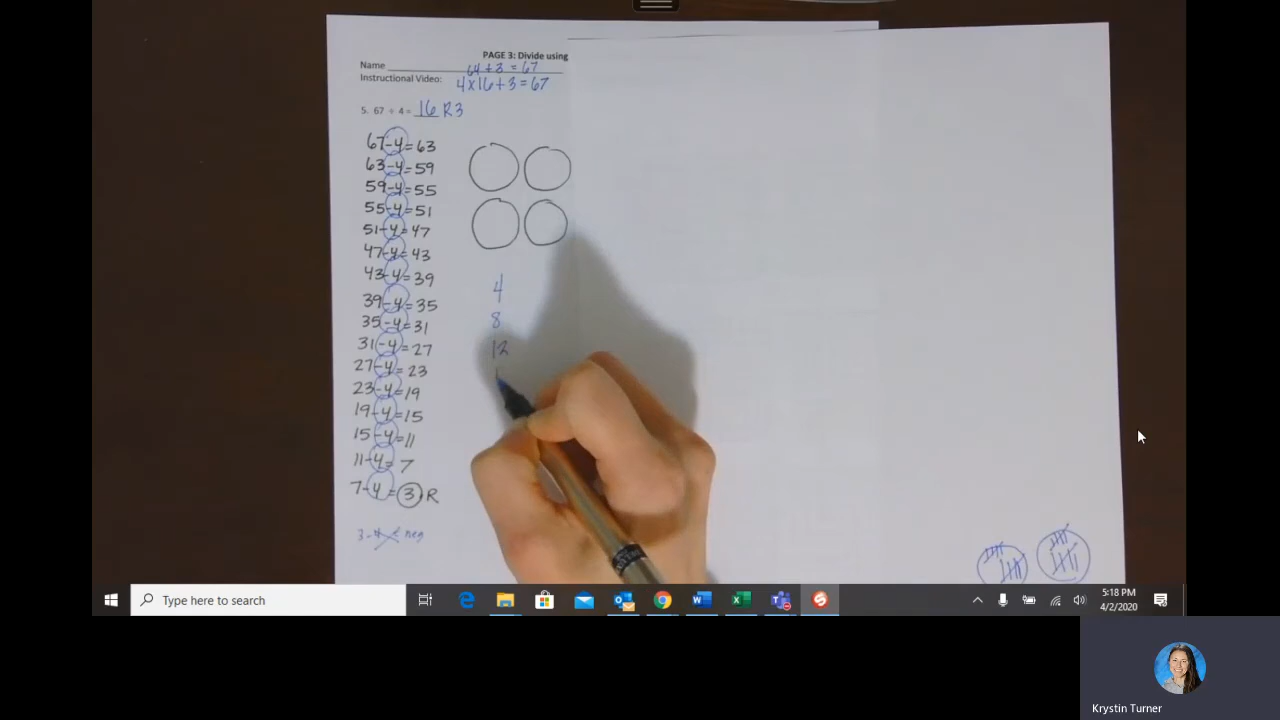 PAGE 3: Divide using
Name
64 + 3 = 67
Instructional Video:
4 x 16 + 3 = 67
5. 67 ÷ 4 = 16 R3
67 - 4 = 63
63 - 4 = 59
59 - 4 = 55
55 - 4 = 51
51 - 4 = 47
47 - 4 = 43
43 - 4 = 39
39 - 4 = 35
35 - 4 = 31
31 - 4 = 27
27 - 4 = 23
23 - 4 = 19
19 - 4 = 15
15 - 4 = 11
11 - 4 = 7
7 - 4 = 3 R
neg
4
8
12
Type here to search
5:18 PM
4/2/2020
Krystin Turner